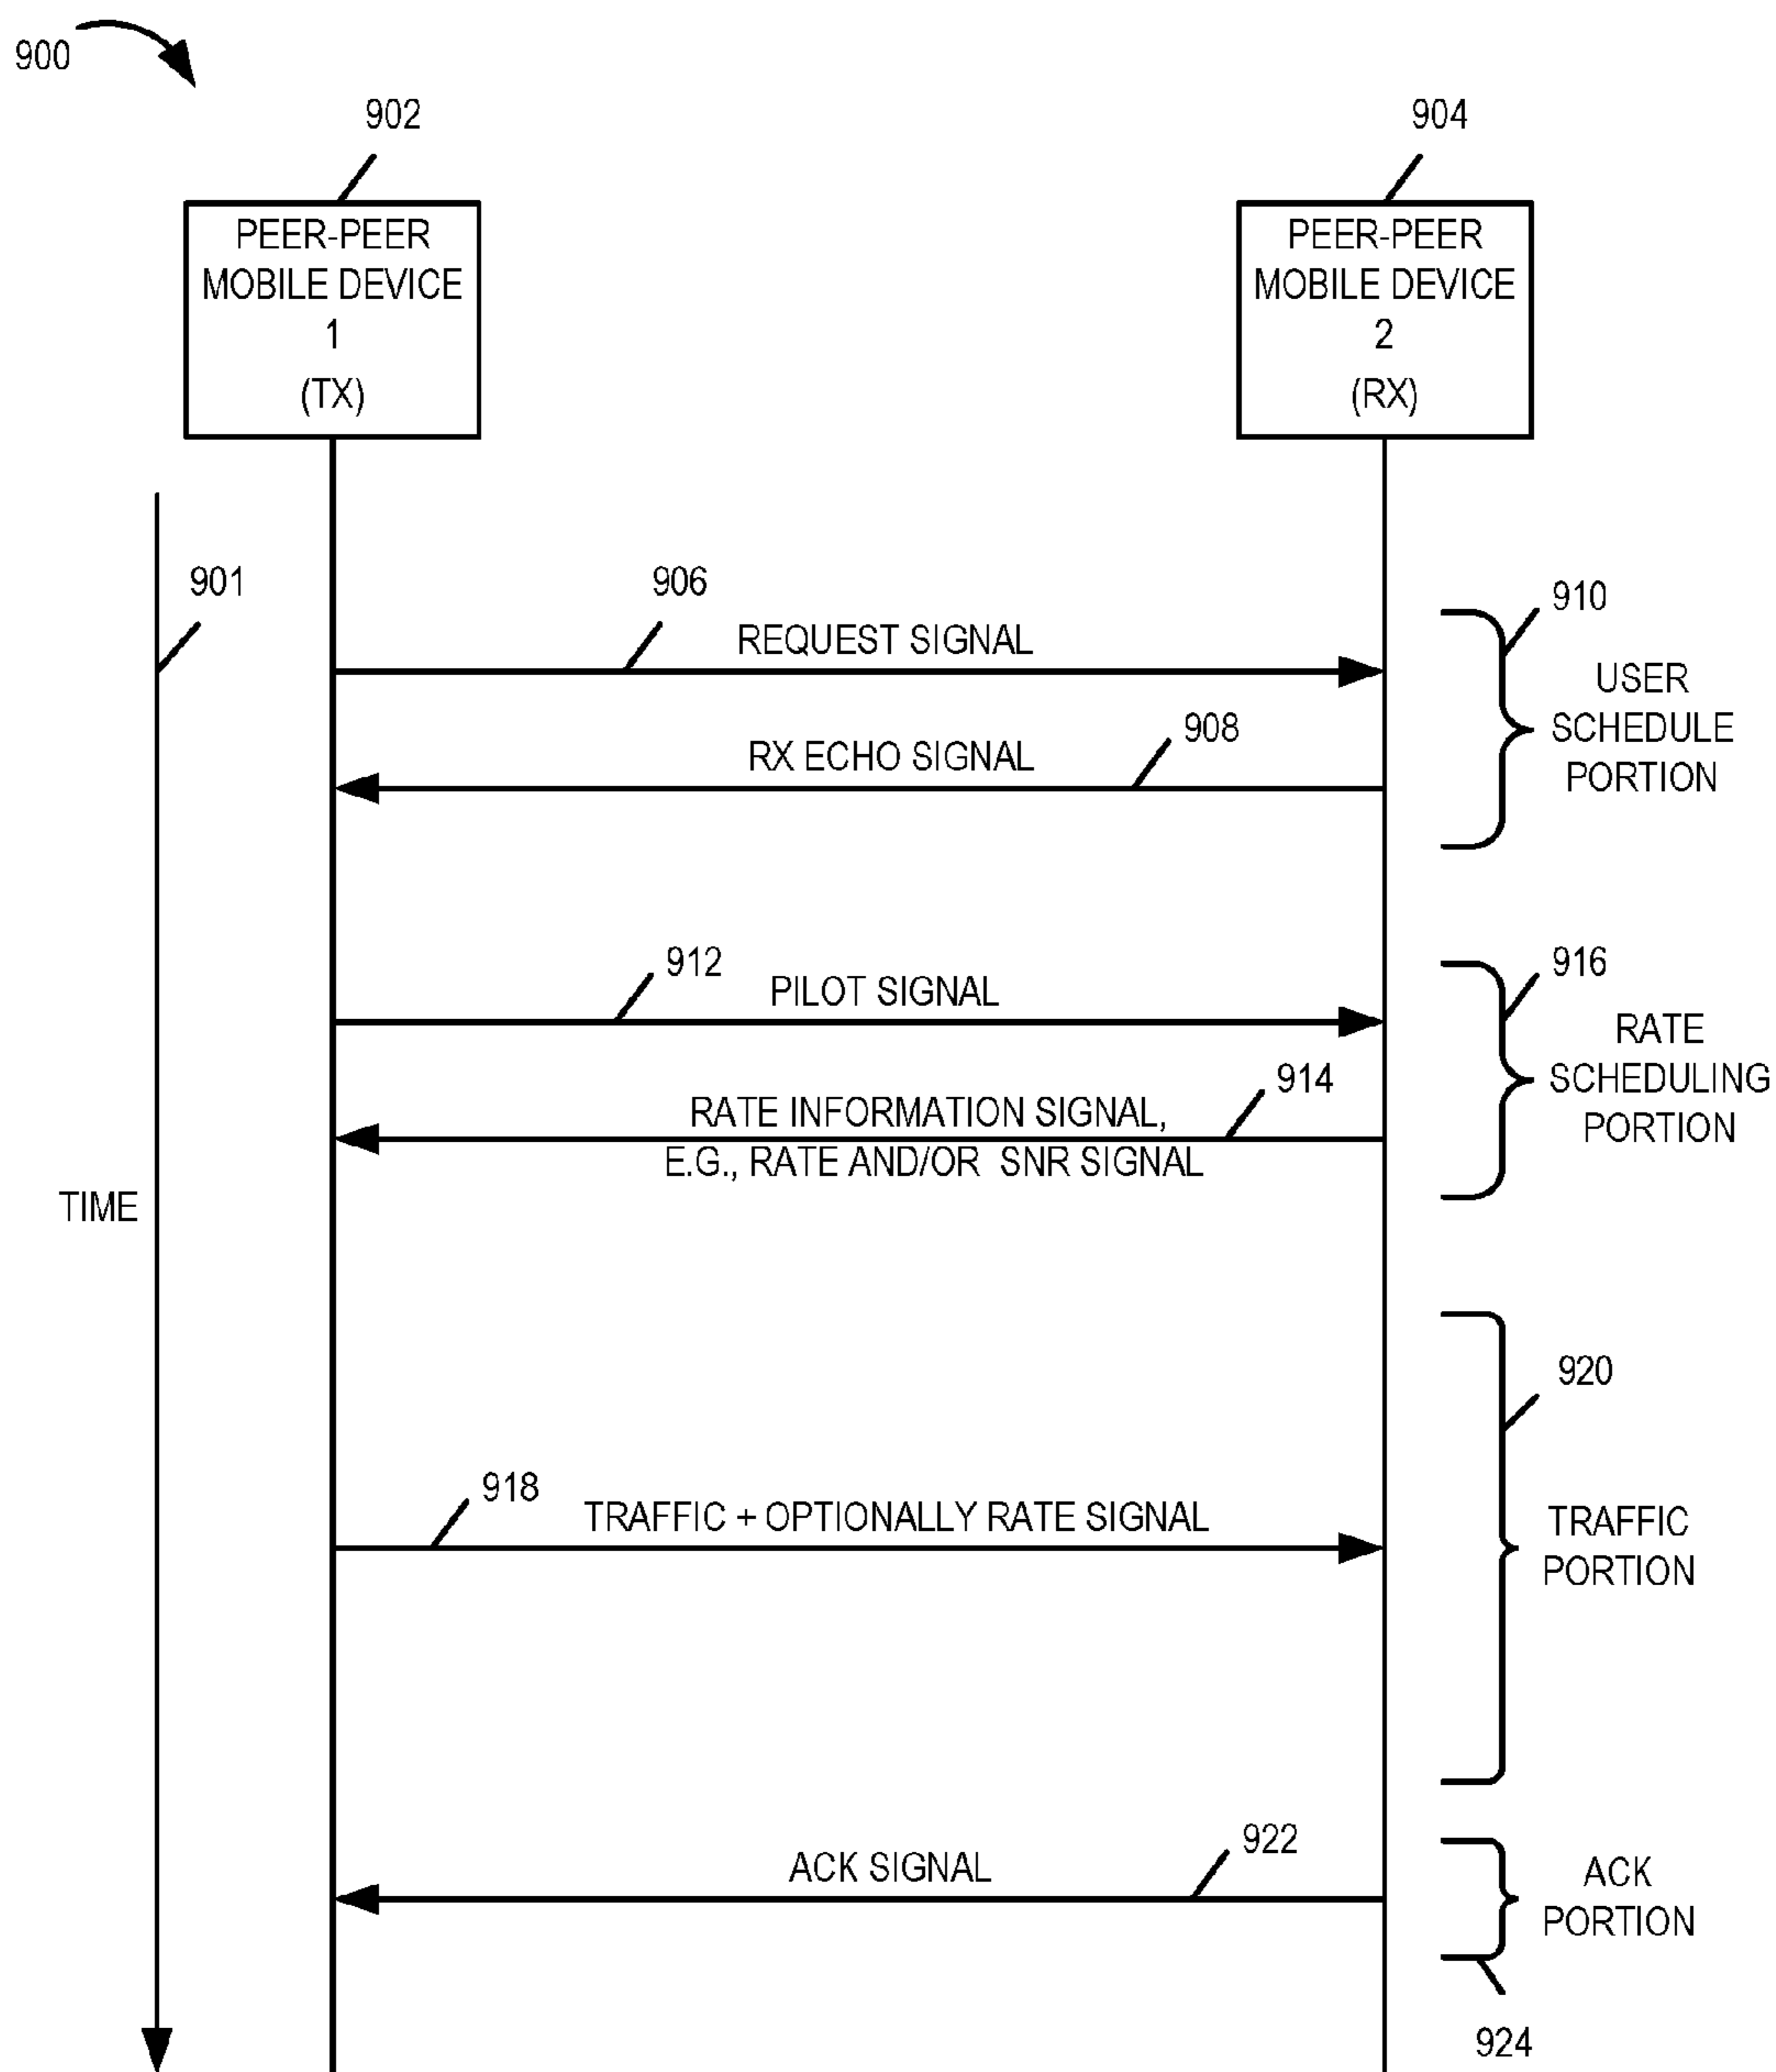 900
902
904
PEER-PEER
MOBILE DEVICE
1
(TX)
PEER-PEER
MOBILE DEVICE
2
(RX)
901
906
REQUEST SIGNAL
910
USER
SCHEDULE
PORTION
908
RX ECHO SIGNAL
912
PILOT SIGNAL
916
RATE
SCHEDULING
PORTION
914
RATE INFORMATION SIGNAL,
E.G., RATE AND/OR SNR SIGNAL
TIME
920
918
TRAFFIC + OPTIONALLY RATE SIGNAL
TRAFFIC
PORTION
922
ACK SIGNAL
ACK
PORTION
924